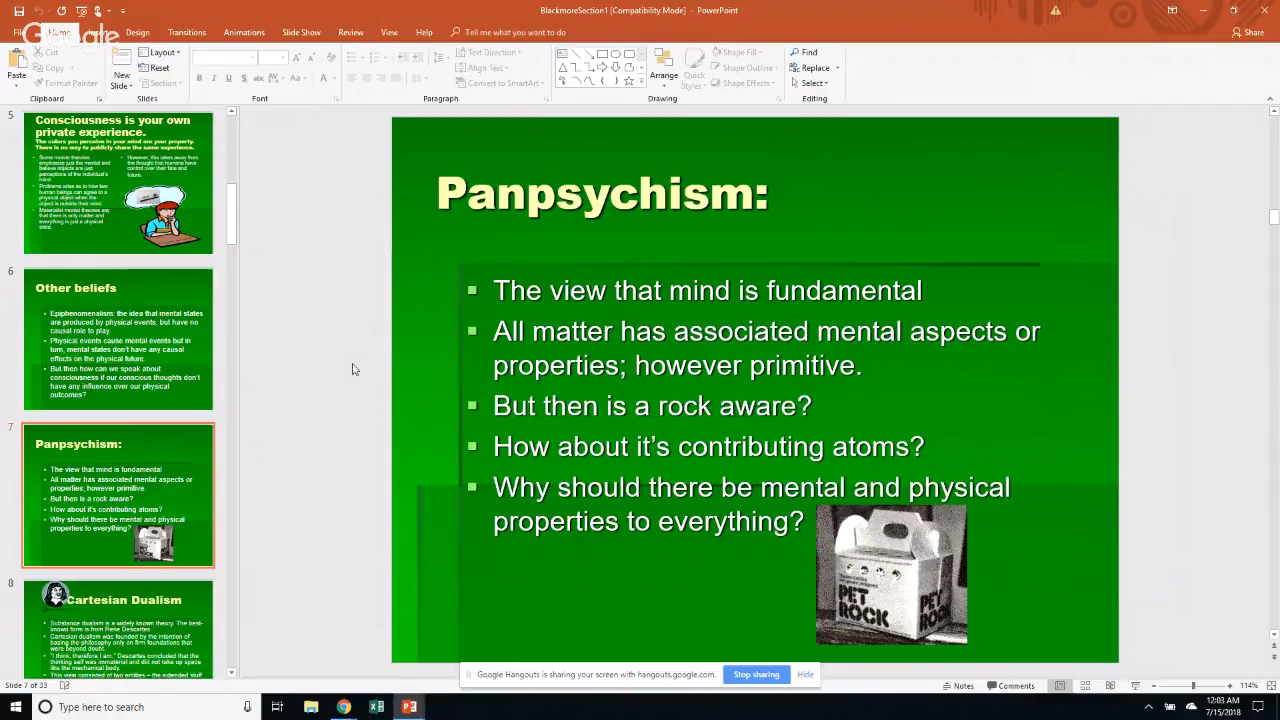 BlackmoreSection1 [Compatibility Mode] - PowerPoint
Google
File Home Insert Design Transitions Animations Slide Show Review View Help Tell me what you want to do
Share
Cut
Copy
Format Painter
Paste
Clipboard
New
Slide
Layout
Reset
Section
Slides
B I U S abc AV Aa A
Font
Text Direction
Align Text
Convert to SmartArt
Paragraph
Arrange
Quick
Styles
Shape Fill
Shape Outline
Shape Effects
Drawing
Find
Replace
Select
Editing
5
Consciousness is your own
private experience.
The colors you perceive in your mind are your property.
There is no way to publicly share the same experience.
Some monist theories
emphasize just the mental and
believe objects are just
perceptions of the individual's
mind.
Problems arise as to how two
human beings can agree to a
physical object when the
object is outside their mind.
Materialist monist theories say
that there is only matter and
everything is just a physical
state.
However, this takes away from
the thought that humans have
control over their fate and
future.
6
Other beliefs
Epiphenomenalism: the idea that mental states
are produced by physical events, but have no
causal role to play.
Physical events cause mental events but in
turn, mental states don't have any causal
effects on the physical future.
But then how can we speak about
consciousness if our conscious thoughts don't
have any influence over our physical
outcomes?
7
Panpsychism:
The view that mind is fundamental
All matter has associated mental aspects or
properties; however primitive.
But then is a rock aware?
How about it's contributing atoms?
Why should there be mental and physical
properties to everything?
8
Cartesian Dualism
Substance dualism is a widely known theory. The best-
known form is from Rene Descartes
Cartesian dualism was founded by the intention of
basing the philosophy only on firm foundations that
were beyond doubt.
"I think, therefore I am." Descartes concluded that the
thinking self was immaterial and did not take up space
like the mechanical body.
This view consisted of two entities – the extended stuff
Panpsychism:
The view that mind is fundamental
All matter has associated mental aspects or
properties; however primitive.
But then is a rock aware?
How about it's contributing atoms?
Why should there be mental and physical
properties to everything?
PET
ROCK
PET
ROCK
Google Hangouts is sharing your screen with hangouts.google.com.
Stop sharing
Hide
Slide 7 of 33
Notes
Comments
114%
Type here to search
12:03 AM
7/15/2018